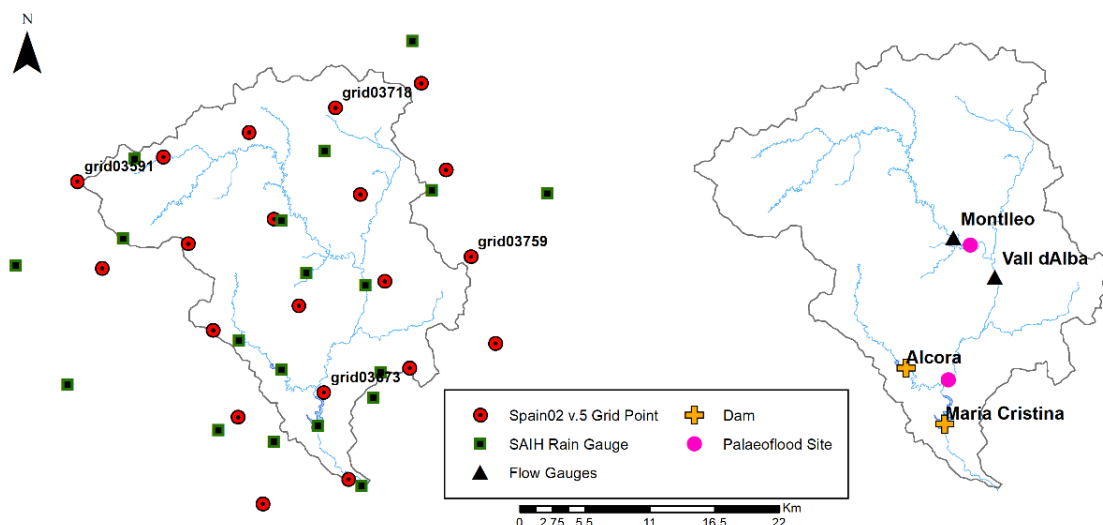 N
grid03718
grid03591
grid03759
grid03673
Montlleo
Vall dAlba
Alcora
Maria Cristina
Spain02 v.5 Grid Point
Dam
SAIH Rain Gauge
Palaeoflood Site
Flow Gauges
Km
0 2.75 5.5 11 16.5 22